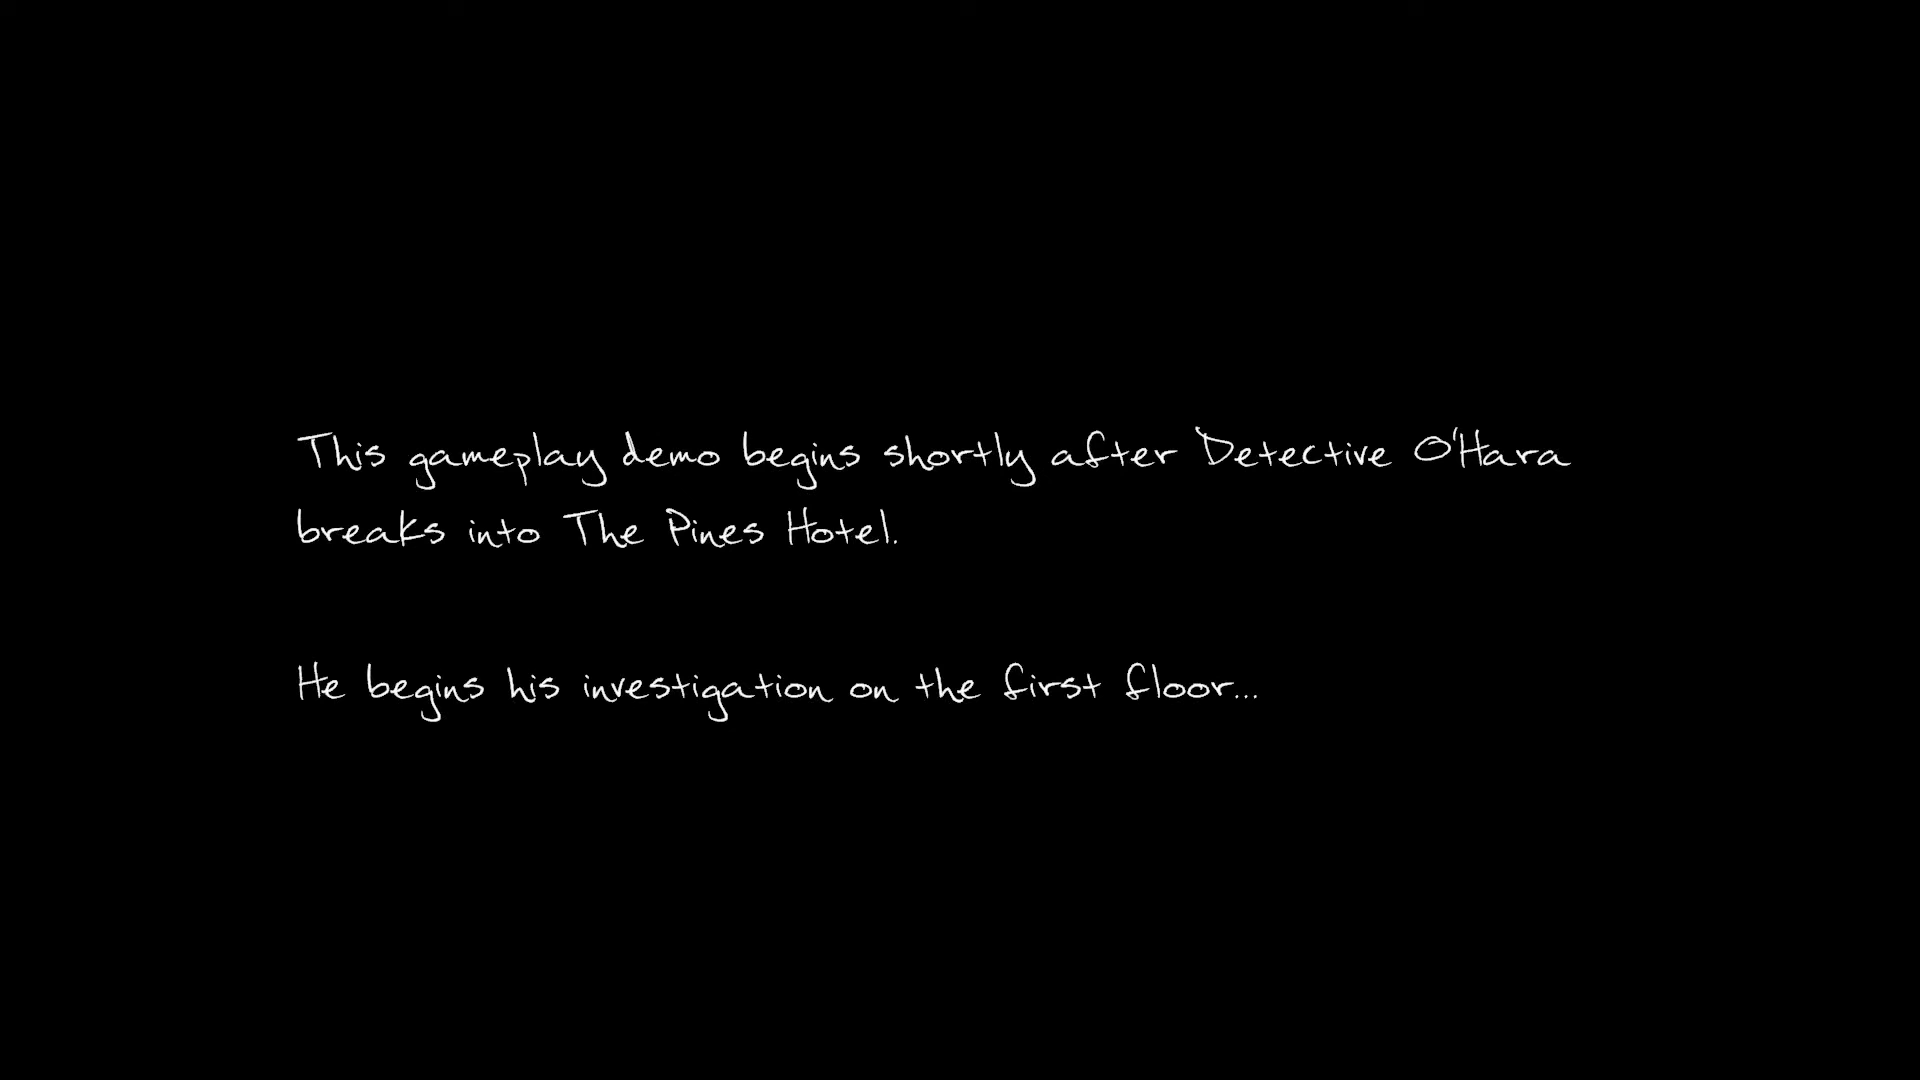 This gameplay demo begins shortly after Detective O'Hara
breaks into The Pines Hotel.
He begins his investigation on the first floor...